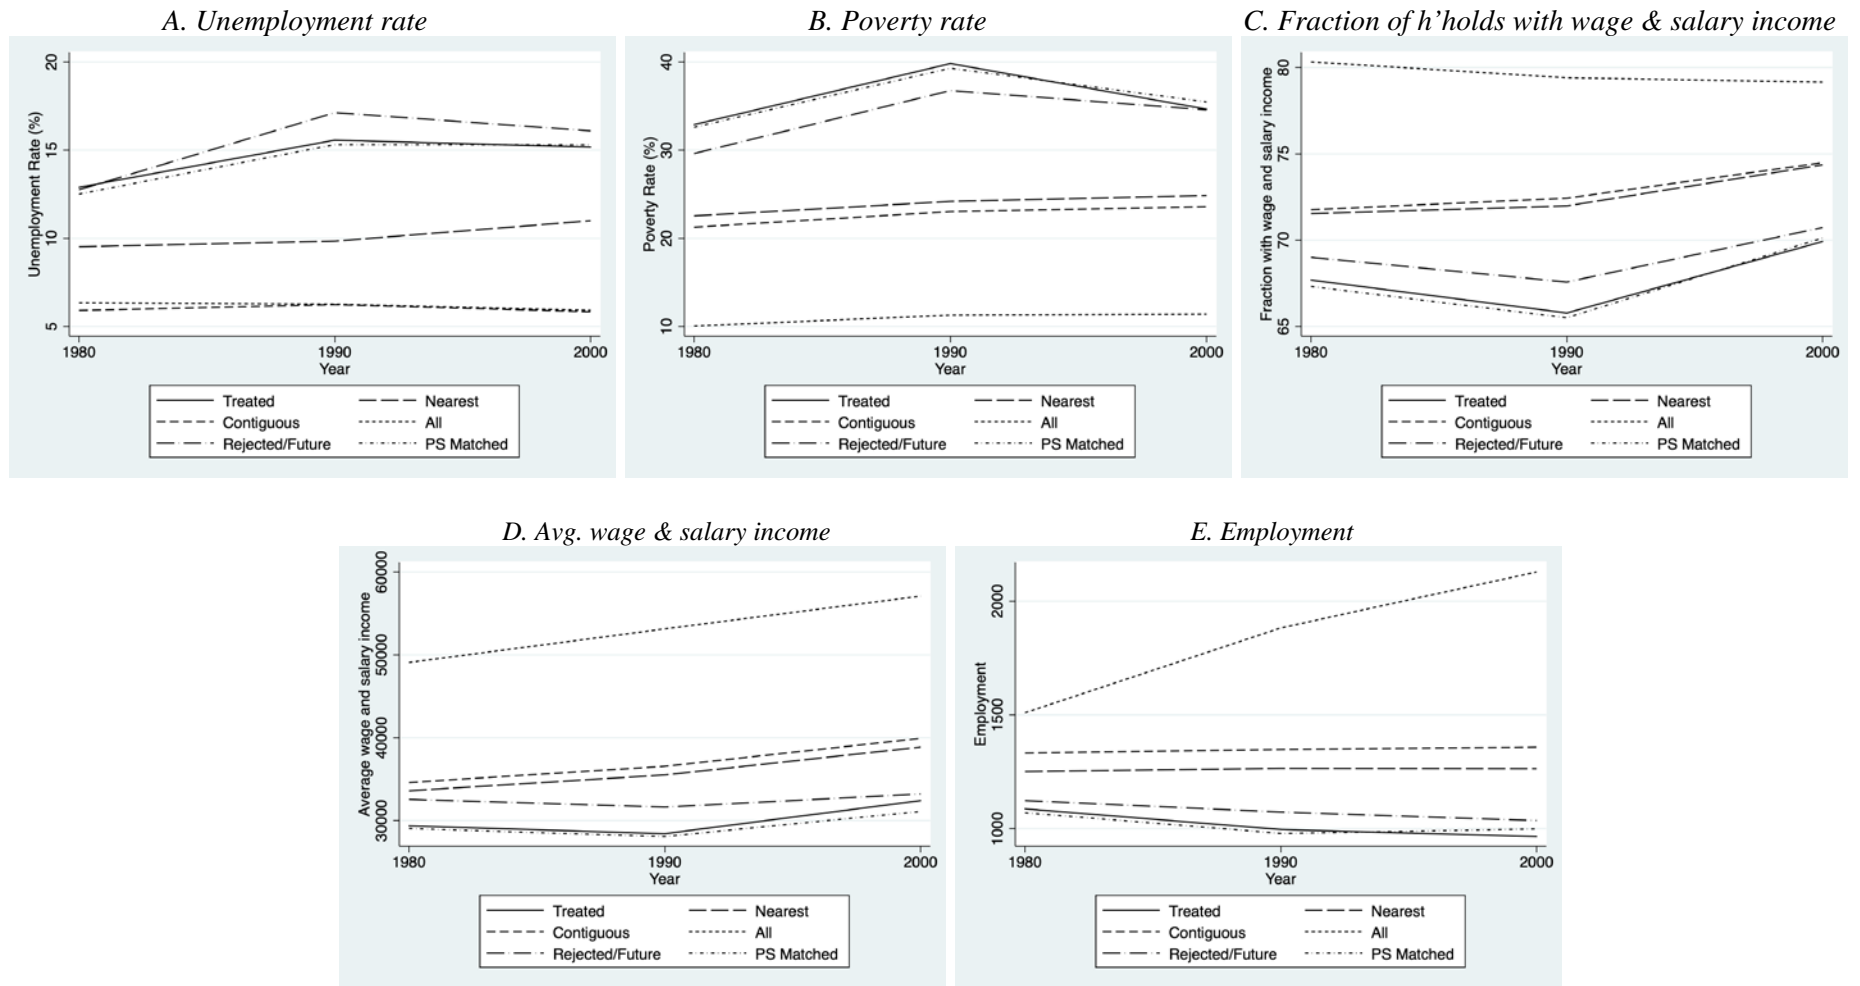 A. Unemployment rate
Unemployment Rate (%)
20
15
10
5
1980 1990 2000
Year
Treated Nearest
Contiguous All
Rejected/Future PS Matched
B. Poverty rate
Poverty Rate (%)
40
30
20
10
1980 1990 2000
Year
Treated Nearest
Contiguous All
Rejected/Future PS Matched
C. Fraction of h’holds with wage & salary income
Fraction with wage and salary income
80
75
70
65
1980 1990 2000
Year
Treated Nearest
Contiguous All
Rejected/Future PS Matched
D. Avg. wage & salary income
Average wage and salary income
60000
50000
40000
30000
1980 1990 2000
Year
Treated Nearest
Contiguous All
Rejected/Future PS Matched
E. Employment
Employment
2000
1500
1000
1980 1990 2000
Year
Treated Nearest
Contiguous All
Rejected/Future PS Matched